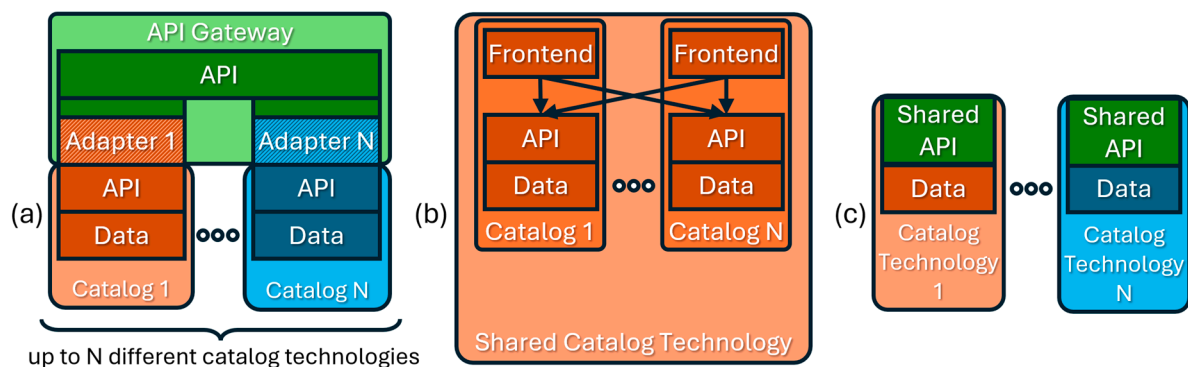 (a)
API Gateway
API
Adapter 1
Adapter N
API
API
Data
Data
Catalog 1
Catalog N
up to N different catalog technologies
(b)
Frontend
Frontend
API
API
Data
Data
Catalog 1
Catalog N
Shared Catalog Technology
(c)
Shared
API
Data
Catalog
Technology
1
Shared
API
Data
Catalog
Technology
N